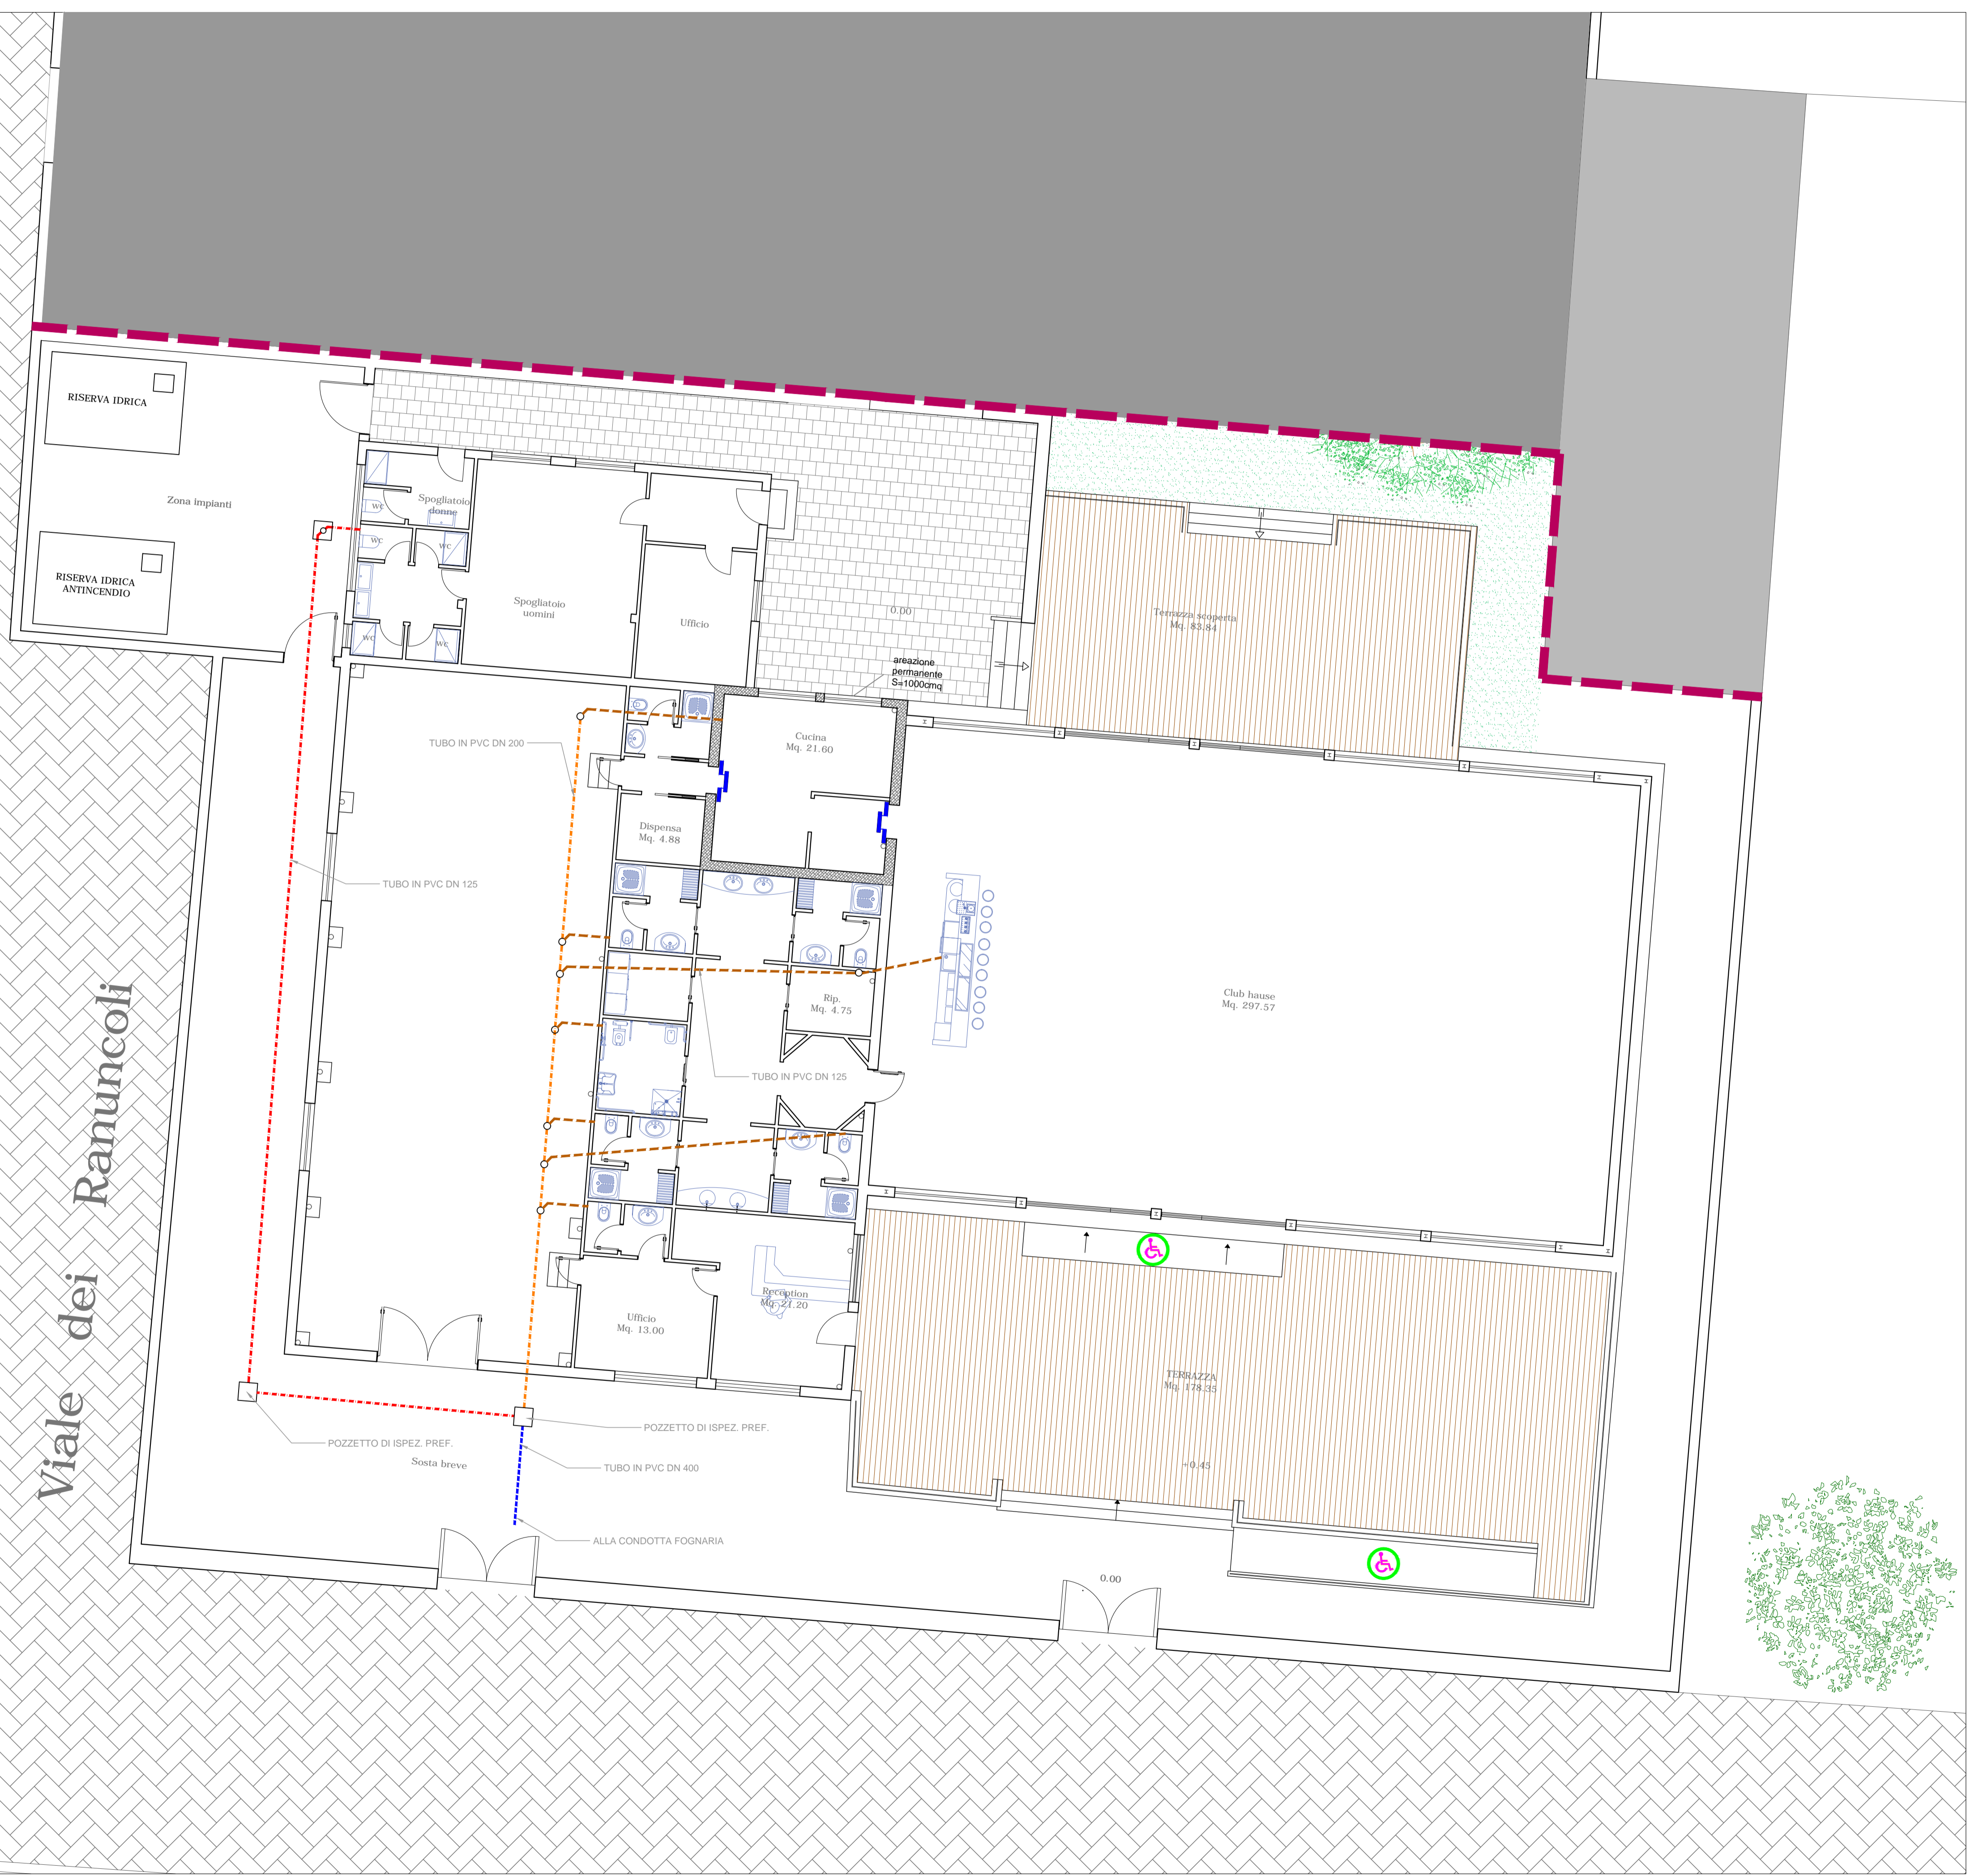 RISERVA IDRICA
Zona impianti
RISERVA IDRICA
ANTINCENDIO
Spogliatoio
donne
WC
WC
WC
WC
WC
Spogliatoio
uomini
Ufficio
0.00
areazione
permanente
S=1000cmq
Terrazza scoperta
Mq. 83.84
TUBO IN PVC DN 200
Cucina
Mq. 21.60
Dispensa
Mq. 4.88
TUBO IN PVC DN 125
Rip.
Mq. 4.75
Club hause
Mq. 297.57
TUBO IN PVC DN 125
Viale dei Ranuncoli
Reception
Mq. 21.20
Ufficio
Mq. 13.00
TERRAZZA
Mq. 178.35
+0.45
POZZETTO DI ISPEZ. PREF.
POZZETTO DI ISPEZ. PREF.
Sosta breve
TUBO IN PVC DN 400
ALLA CONDOTTA FOGNARIA
0.00